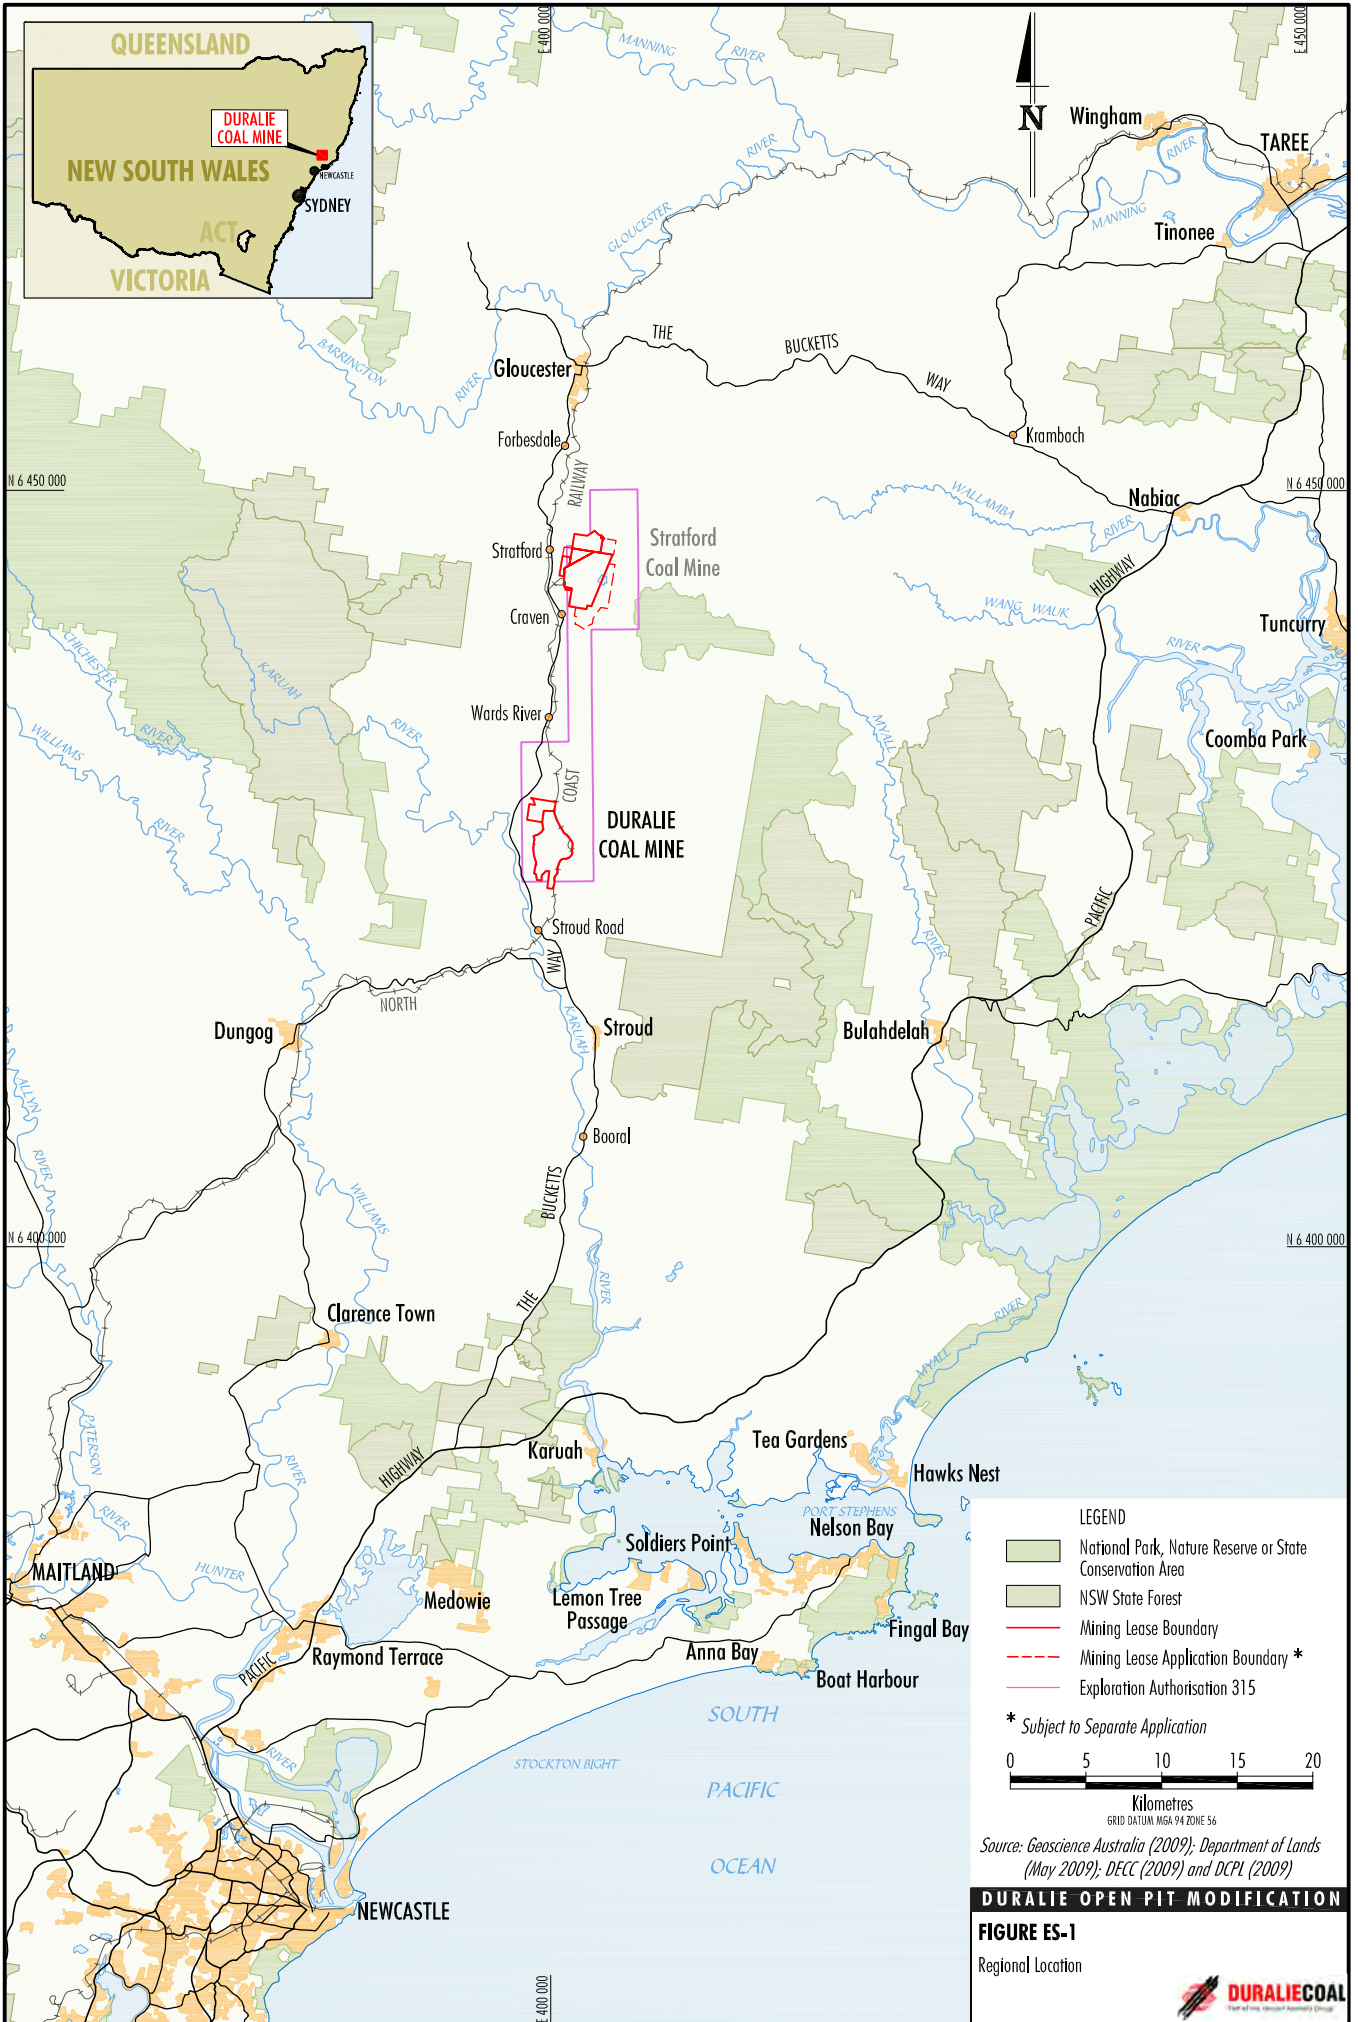 QUEENSLAND
DURALIE
COAL MINE
NEW SOUTH WALES
NEWCASTLE
SYDNEY
ACT
VICTORIA
E 400 000
E 450 000
MANNING
RIVER
N
Wingham
TAREE
RIVER
RIVER
MANNING
Tinonee
GLOUCESTER
BARRINGTON
RIVER
Gloucester
THE
BUCKETTS
WAY
Forbesdale
Krambach
RAILWAY
N 6 450 000
N 6 450 000
WALLAMBA
RIVER
Nabiac
Stratford
Stratford
Coal Mine
HIGHWAY
Craven
WANG WAUK
RIVER
Tuncurry
CHICHESTER
RIVER
KARUAH
RIVER
WILLIAMS
RIVER
Wards River
MYALL
RIVER
Coomba Park
COAST
DURALIE
COAL MINE
PACIFIC
Stroud Road
WAY
NORTH
Dungog
KARUAH
Stroud
Bulahdelah
ALLYN
RIVER
Booral
WILLIAMS
BUCKETTS
N 6 400 000
N 6 400 000
THE
RIVER
Clarence Town
RIVER
MYALL
PATERSON
RIVER
RIVER
HIGHWAY
Karuah
Tea Gardens
Hawks Nest
PORT STEPHENS
Nelson Bay
Soldiers Point
MAITLAND
HUNTER
Medowie
Lemon Tree
Passage
Fingal Bay
Raymond Terrace
PACIFIC
Anna Bay
Boat Harbour
RIVER
STOCKTON BIGHT
SOUTH
PACIFIC
OCEAN
NEWCASTLE
E 400 000
LEGEND
National Park, Nature Reserve or State
Conservation Area
NSW State Forest
Mining Lease Boundary
Mining Lease Application Boundary *
Exploration Authorisation 315
* Subject to Separate Application
0 5 10 15 20
Kilometres
GRID DATUM MGA 94 ZONE 56
Source: Geoscience Australia (2009); Department of Lands
(May 2009); DECC (2009) and DCPL (2009)
DURALIE OPEN PIT MODIFICATION
FIGURE ES-1
Regional Location
DURALIECOAL